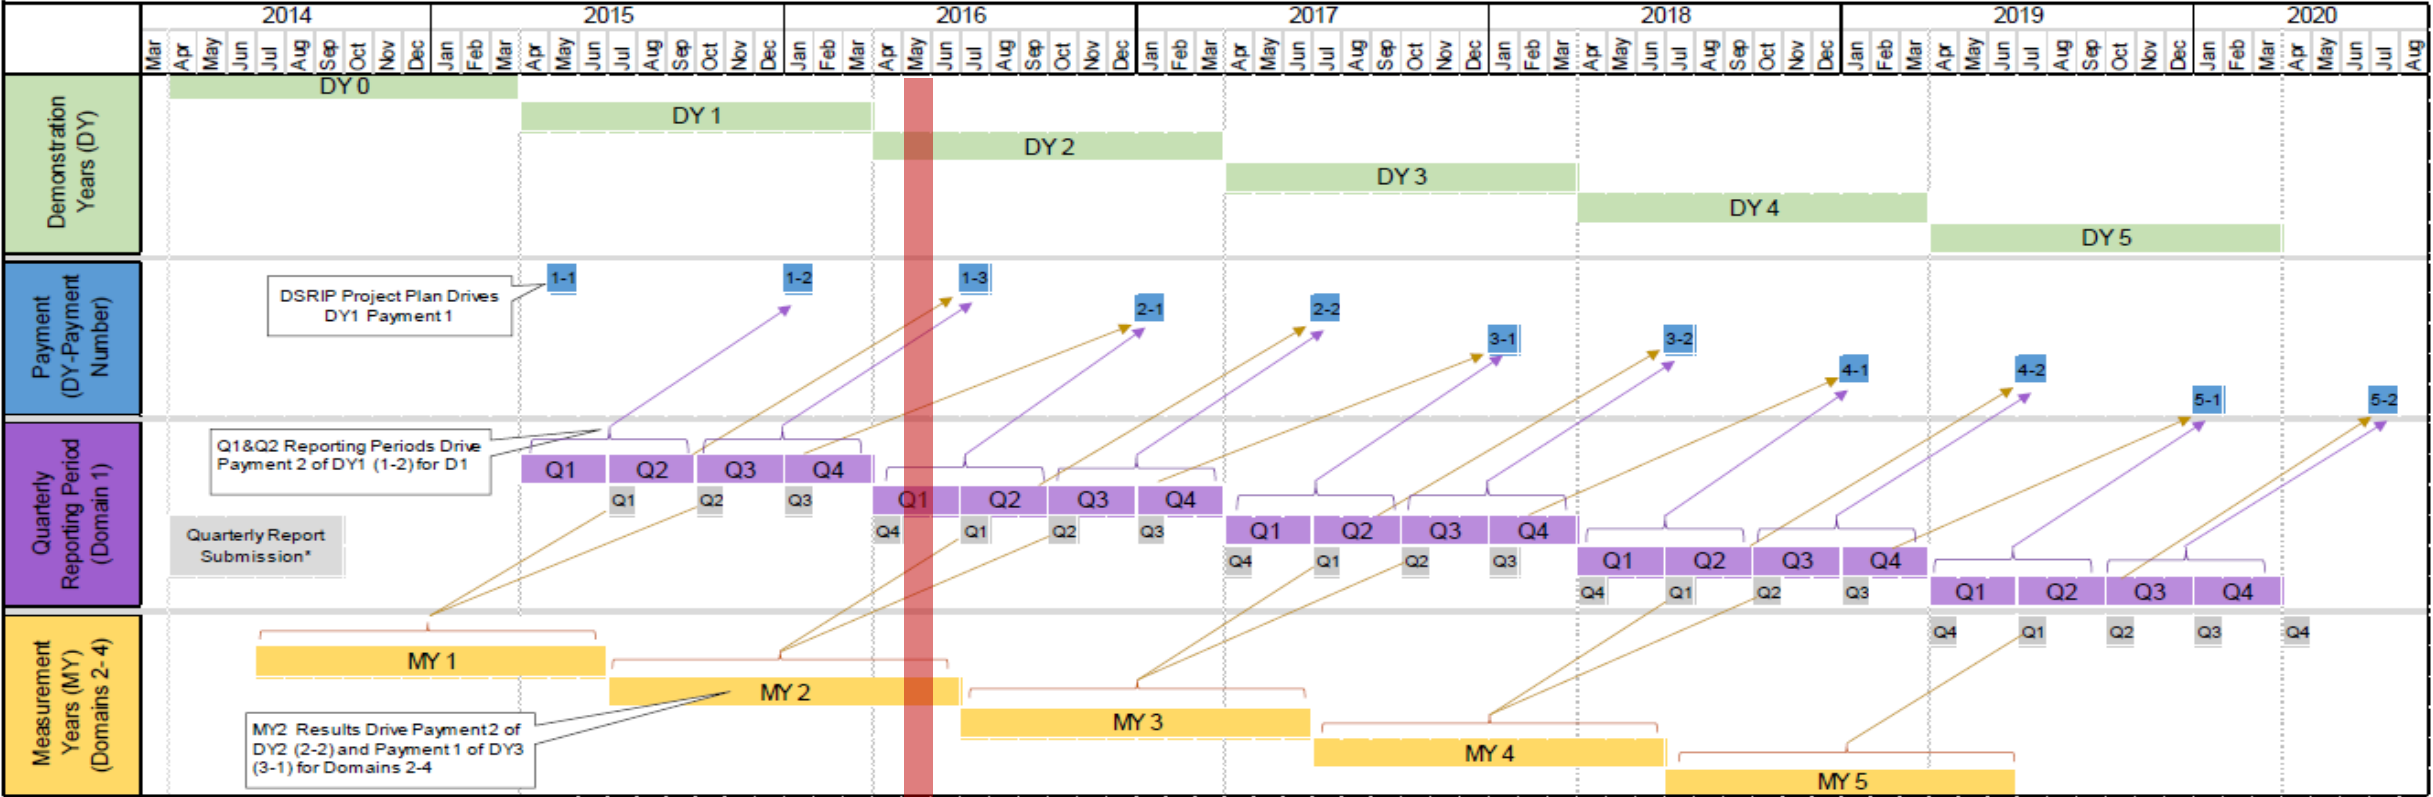 2014 2015 2016 2017 2018 2019 2020
Mar Apr May Jun Jul Aug Sep Oct Nov Dec Jan Feb Mar Apr May Jun Jul Aug Sep Oct Nov Dec Jan Feb Mar Apr May Jun Jul Aug Sep Oct Nov Dec Jan Feb Mar Apr May Jun Jul Aug Sep Oct Nov Dec Jan Feb Mar Apr May Jun Jul Aug Sep Oct Nov Dec Jan Feb Mar Apr May Jun Jul Aug Sep Oct Nov Dec Jan Feb Mar Apr May Jun Jul Aug
Demonstration
Years (DY)
DY 0
DY 1
DY 2
DY 3
DY 4
DY 5
Payment
(DY-Payment
Number)
1-1 1-2 1-3
2-1 2-2
3-1 3-2
4-1 4-2
5-1 5-2
DSRIP Project Plan Drives
DY1 Payment 1
Quarterly
Reporting Period
(Domain 1)
Q1&Q2 Reporting Periods Drive
Payment 2 of DY1 (1-2) for D1
Quarterly Report
Submission*
Q1 Q2 Q3 Q4
Q1 Q2 Q3
Q1 Q2 Q3 Q4
Q4 Q1 Q2 Q3
Q1 Q2 Q3 Q4
Q4 Q1 Q2 Q3
Q1 Q2 Q3 Q4
Q4 Q1 Q2 Q3
Q1 Q2 Q3 Q4
Q4 Q1 Q2 Q3 Q4
Measurement
Years (MY)
(Domains 2-4)
MY 1
MY 2
MY 3
MY 4
MY 5
MY2 Results Drive Payment 2 of
DY2 (2-2) and Payment 1 of DY3
(3-1) for Domains 2-4